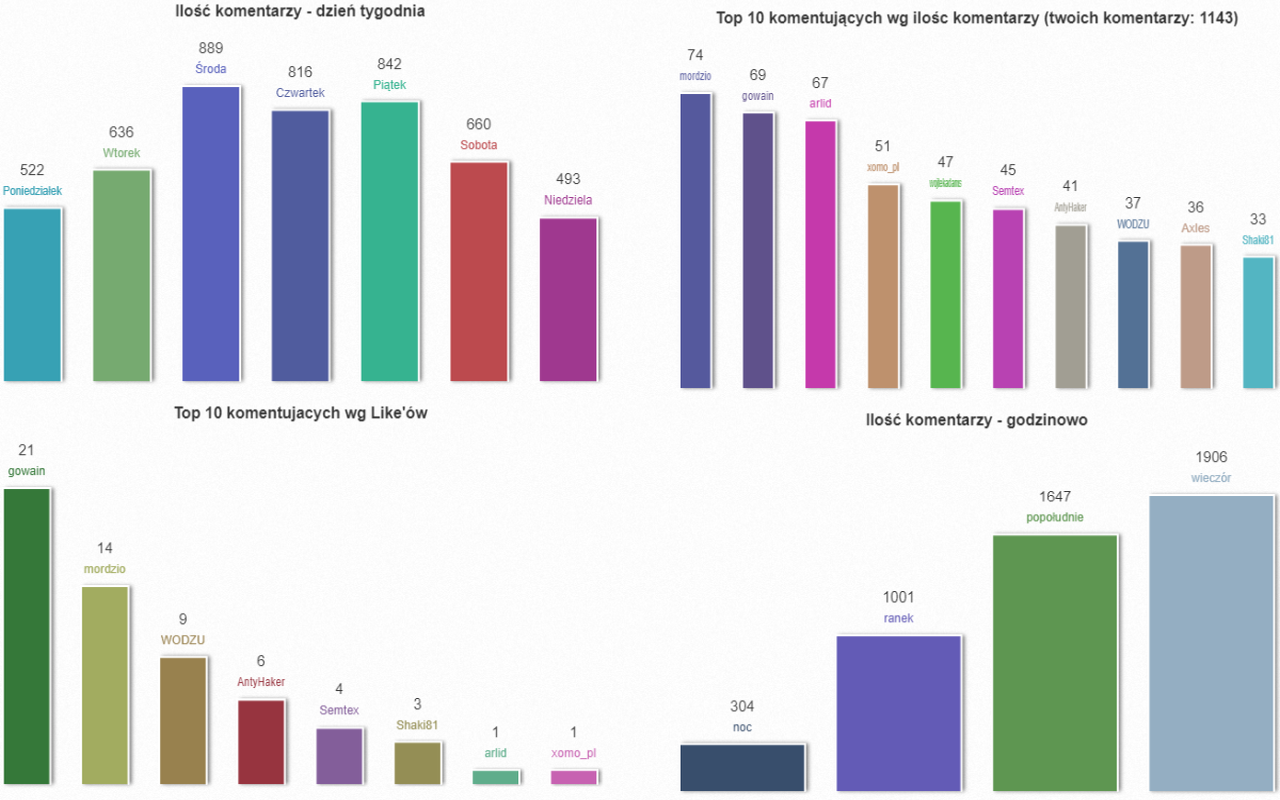 Ilość komentarzy - dzień tygodnia
889
Środa
842
Piątek
816
Czwartek
660
Sobota
636
Wtorek
522
Poniedziałek
493
Niedziela
Top 10 komentujących wg ilośc komentarzy (twoich komentarzy: 1143)
74
mordzio
69
gowain
67
arlid
51
xomo_pl
47
45
Semtex
41
AntyHaker
37
WODZU
36
Axles
33
Shaki81
Top 10 komentujacych wg Like'ów
21
gowain
14
mordzio
9
WODZU
6
AntyHaker
4
Semtex
3
Shaki81
1
arlid
1
xomo_pl
Ilość komentarzy - godzinowo
1906
wieczór
1647
popołudnie
1001
ranek
304
noc